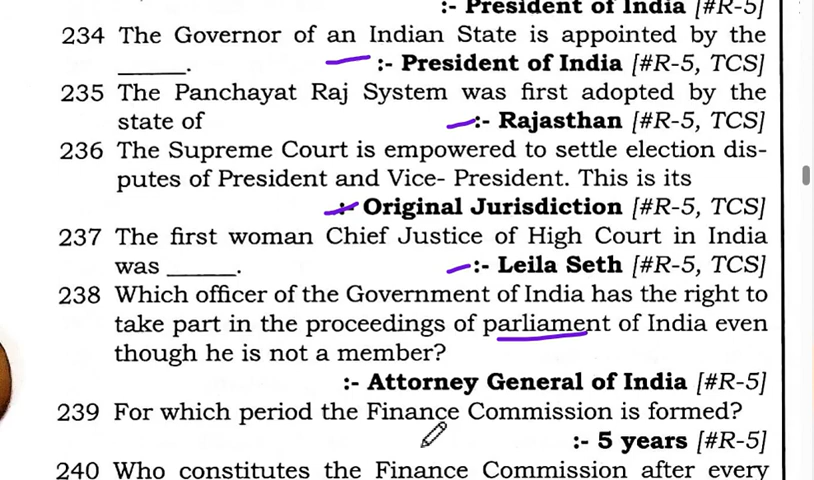 :- President of India [#R-5]
234 The Governor of an Indian State is appointed by the
_____. :- President of India [#R-5, TCS]
235 The Panchayat Raj System was first adopted by the
state of :- Rajasthan [#R-5, TCS]
236 The Supreme Court is empowered to settle election dis-
putes of President and Vice- President. This is its
:- Original Jurisdiction [#R-5, TCS]
237 The first woman Chief Justice of High Court in India
was _____. :- Leila Seth [#R-5, TCS]
238 Which officer of the Government of India has the right to
take part in the proceedings of parliament of India even
though he is not a member?
:- Attorney General of India [#R-5]
239 For which period the Finance Commission is formed?
:- 5 years [#R-5]
240 Who constitutes the Finance Commission after every